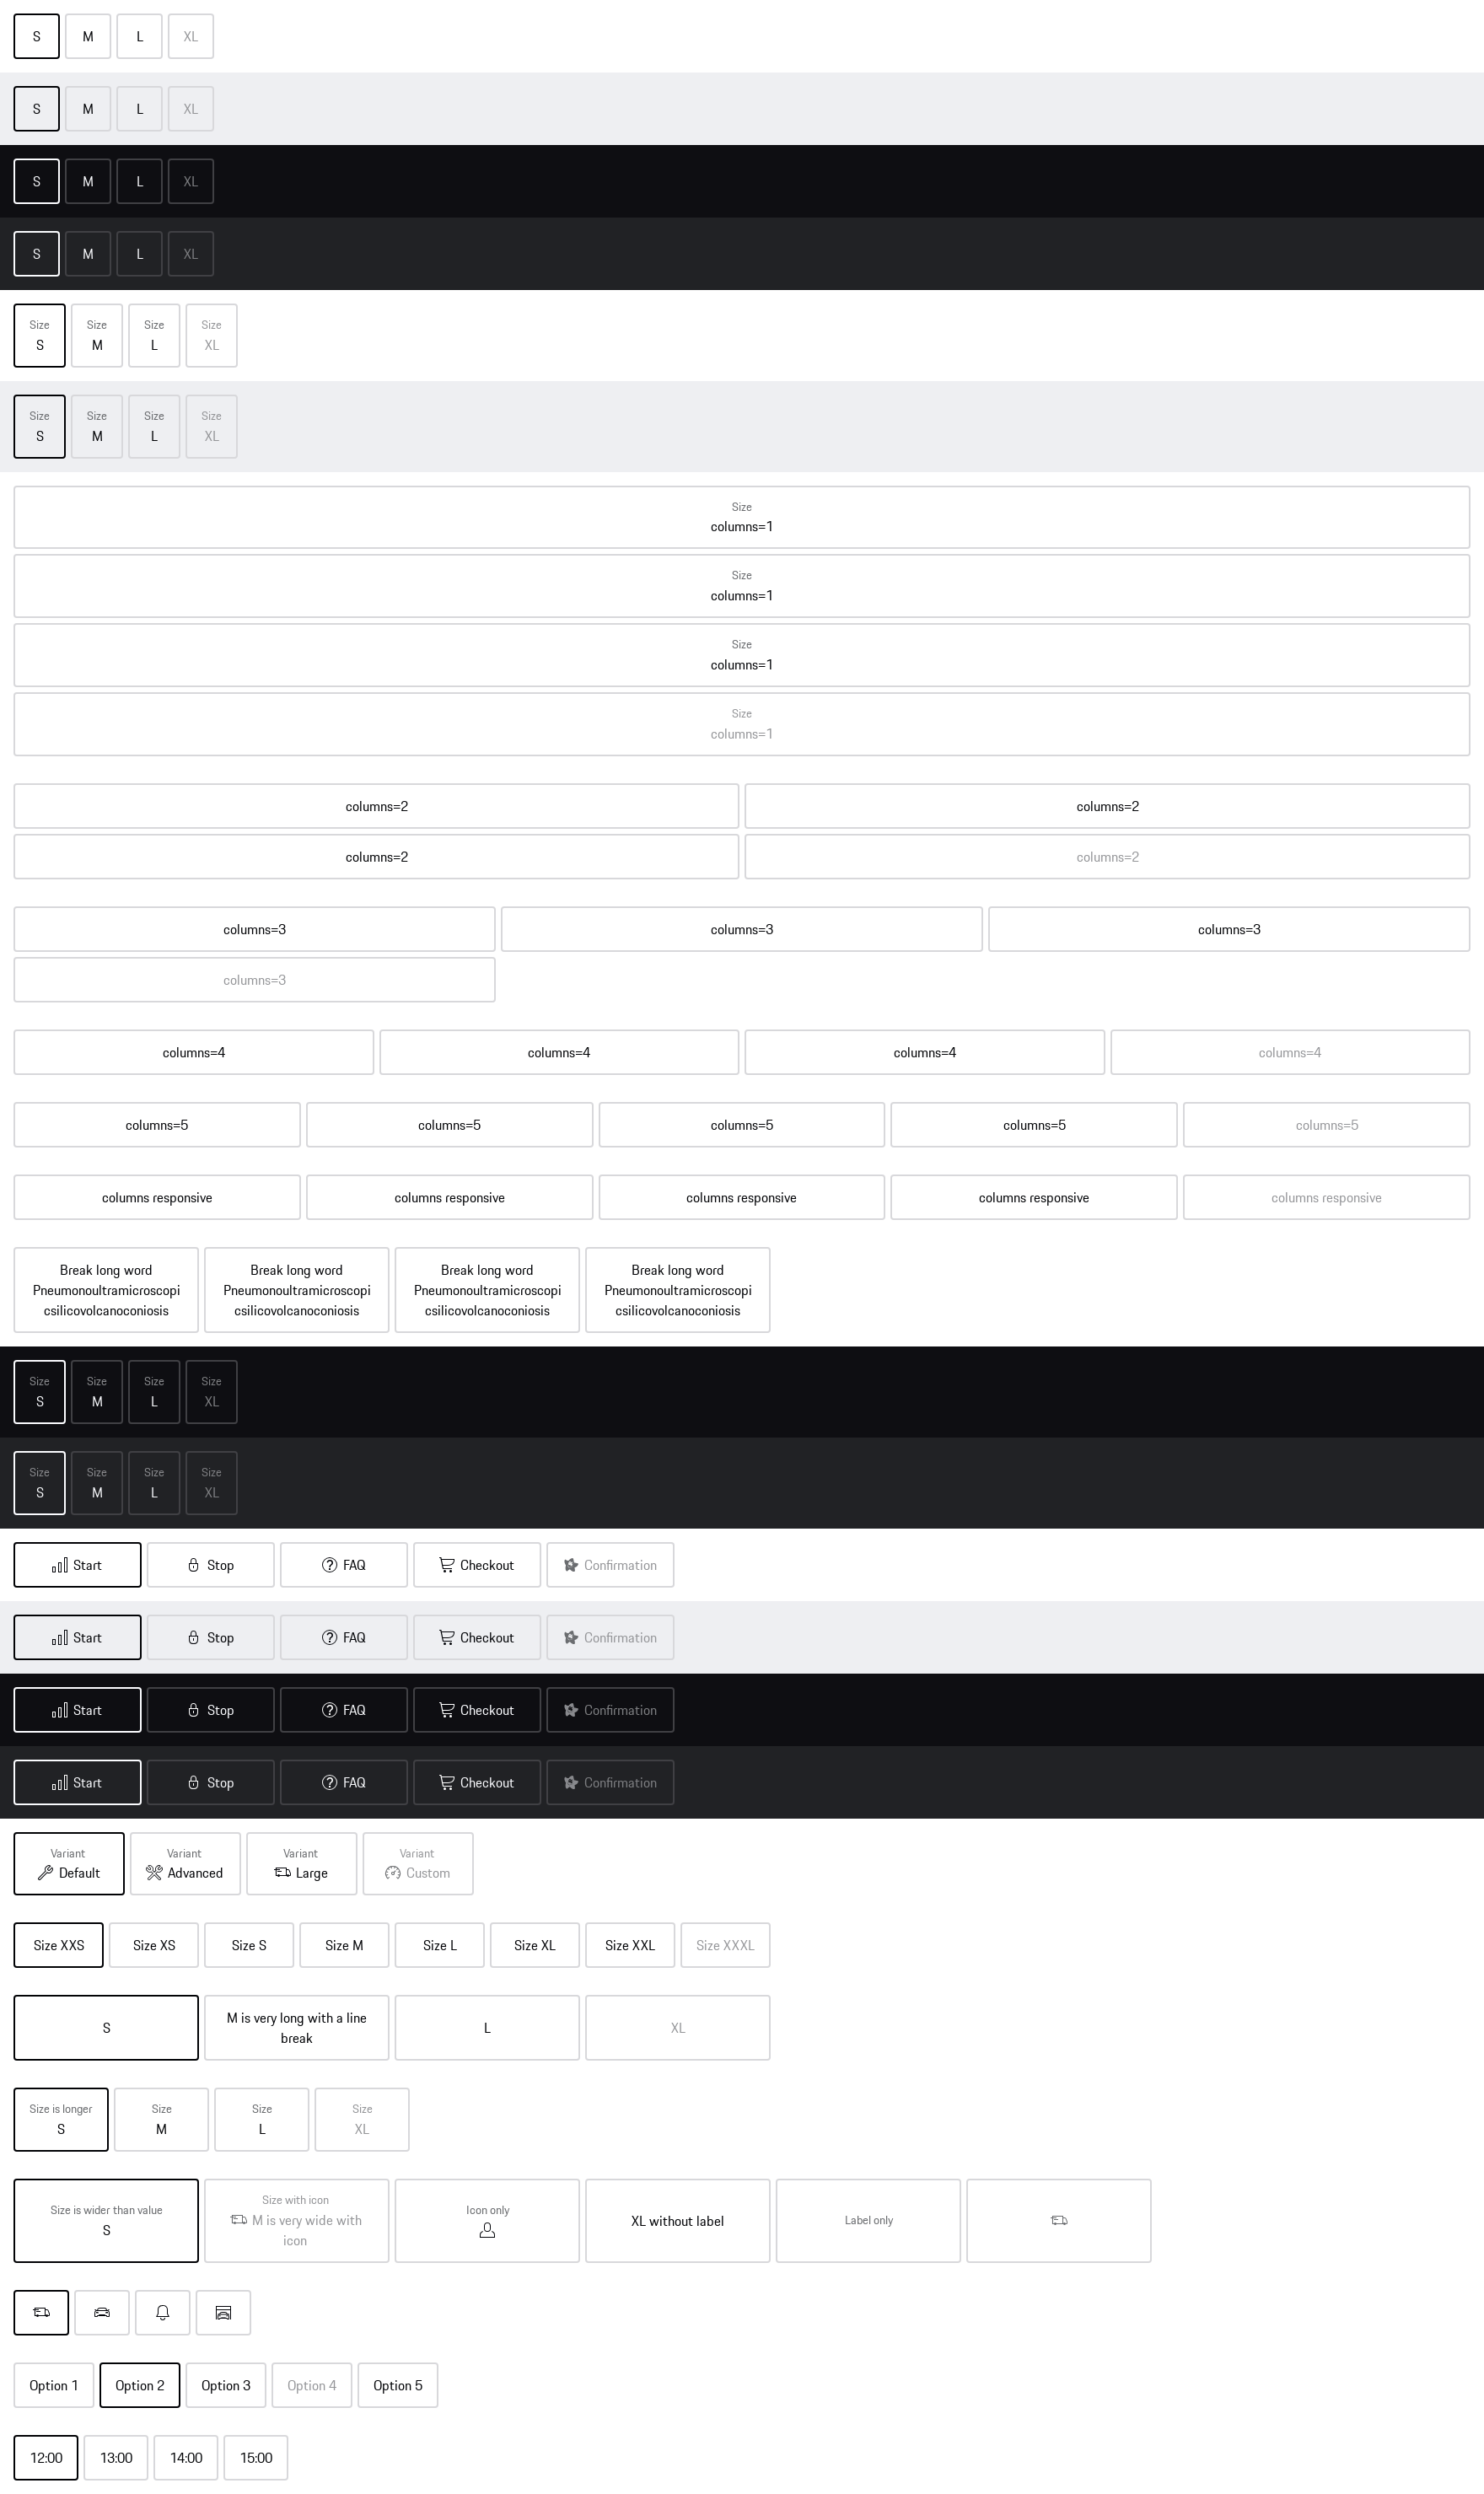 S M L XL
S M L XL
S M L XL
S M L XL
Size Size Size Size
S M L XL
Size Size Size Size
S M L XL
Size
columns=1
Size
columns=1
Size
columns=1
Size
columns=1
columns=2 columns=2
columns=2 columns=2
columns=3 columns=3 columns=3
columns=3
columns=4 columns=4 columns=4 columns=4
columns=5 columns=5 columns=5 columns=5 columns=5
columns responsive columns responsive columns responsive columns responsive columns responsive
Break long word Break long word Break long word Break long word
Pneumonoultramicroscopi Pneumonoultramicroscopi Pneumonoultramicroscopi Pneumonoultramicroscopi
csilicovolcanoconiosis csilicovolcanoconiosis csilicovolcanoconiosis csilicovolcanoconiosis
Size Size Size Size
S M L XL
Size Size Size Size
S M L XL
Start Stop FAQ Checkout Confirmation
Start Stop FAQ Checkout Confirmation
Start Stop FAQ Checkout Confirmation
Start Stop FAQ Checkout Confirmation
Variant Variant Variant Variant
Default Advanced Large Custom
Size XXS Size XS Size S Size M Size L Size XL Size XXL Size XXXL
S
M is very long with a line
break
L
XL
Size is longer Size Size Size
S M L XL
Size is wider than value
S
Size with icon
M is very wide with
icon
Icon only
XL without label
Label only
Option 1 Option 2 Option 3 Option 4 Option 5
12:00 13:00 14:00 15:00